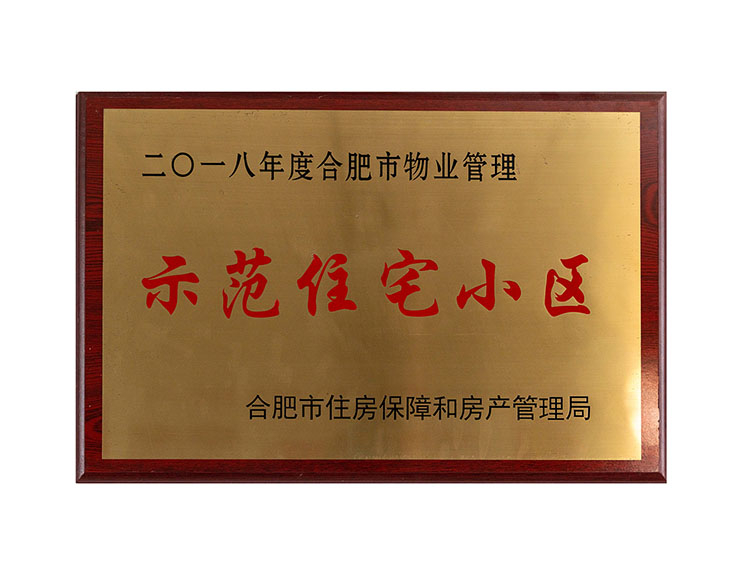 二〇一八年度合肥市物业管理
示范住宅小区
合肥市住房保障和房产管理局